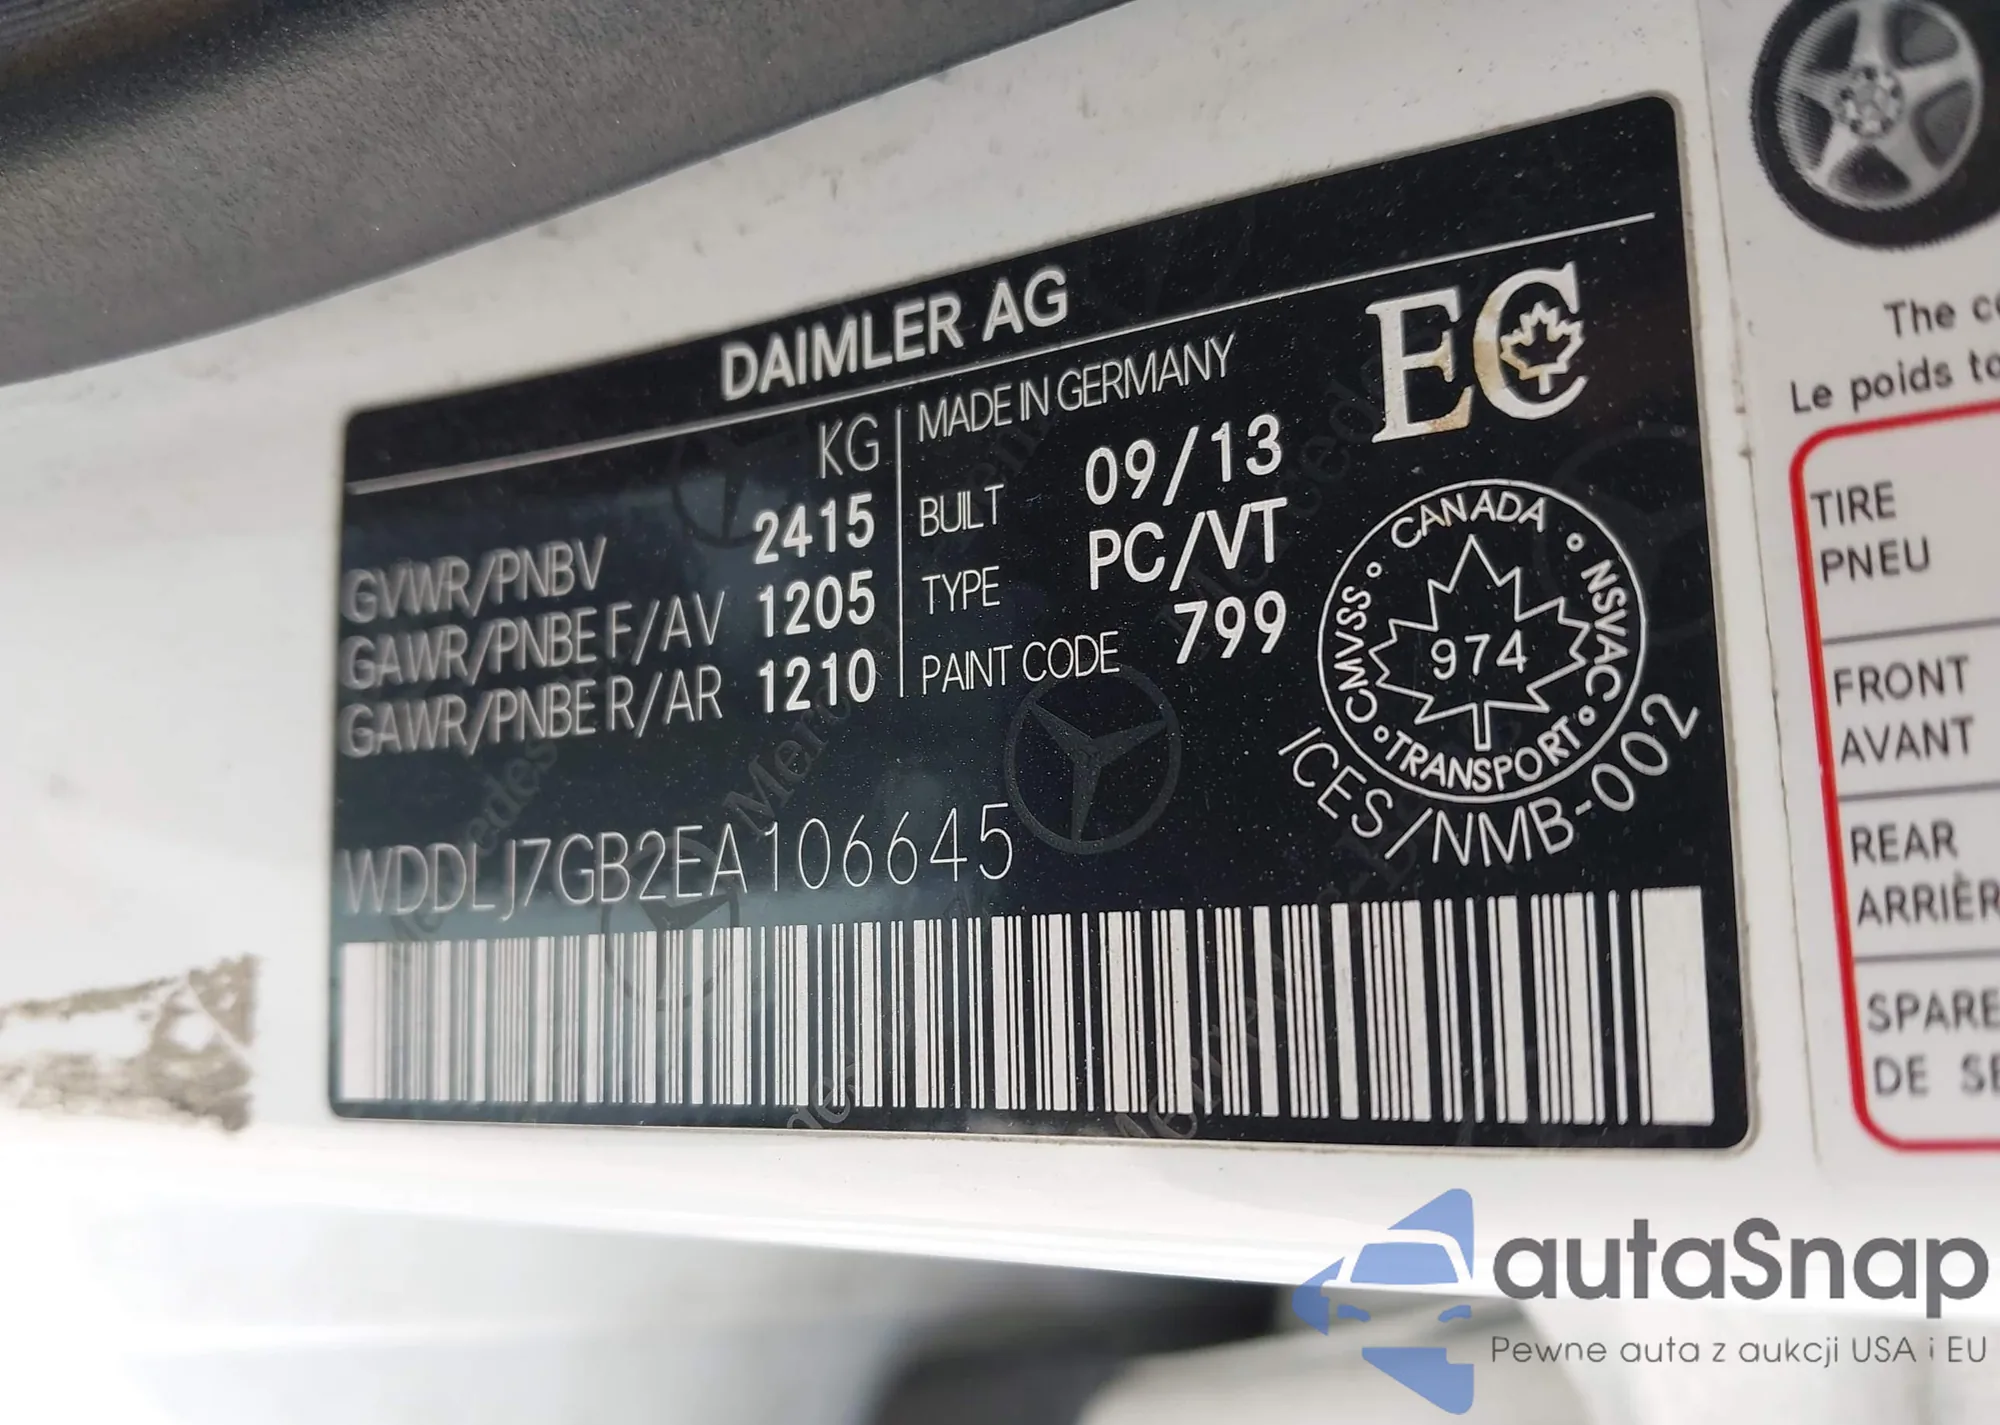 DAIMLER AG
KG
GVWR/PNBV 2415
GAWR/PNBE F/AV 1205
GAWR/PNBE R/AR 1210
MADE IN GERMANY
BUILT 09/13
TYPE PC/VT
PAINT CODE 799
EC
CANADA
CMVSS NSVAC
974
TRANSPORT
ICES/NMB-002
WDDLJ7GB2EA106645
The
Le poids
TIRE
PNEU
FRONT
AVANT
REAR
SPARE
DE
autaSnap
Pewne auta z aukcji USA i EU